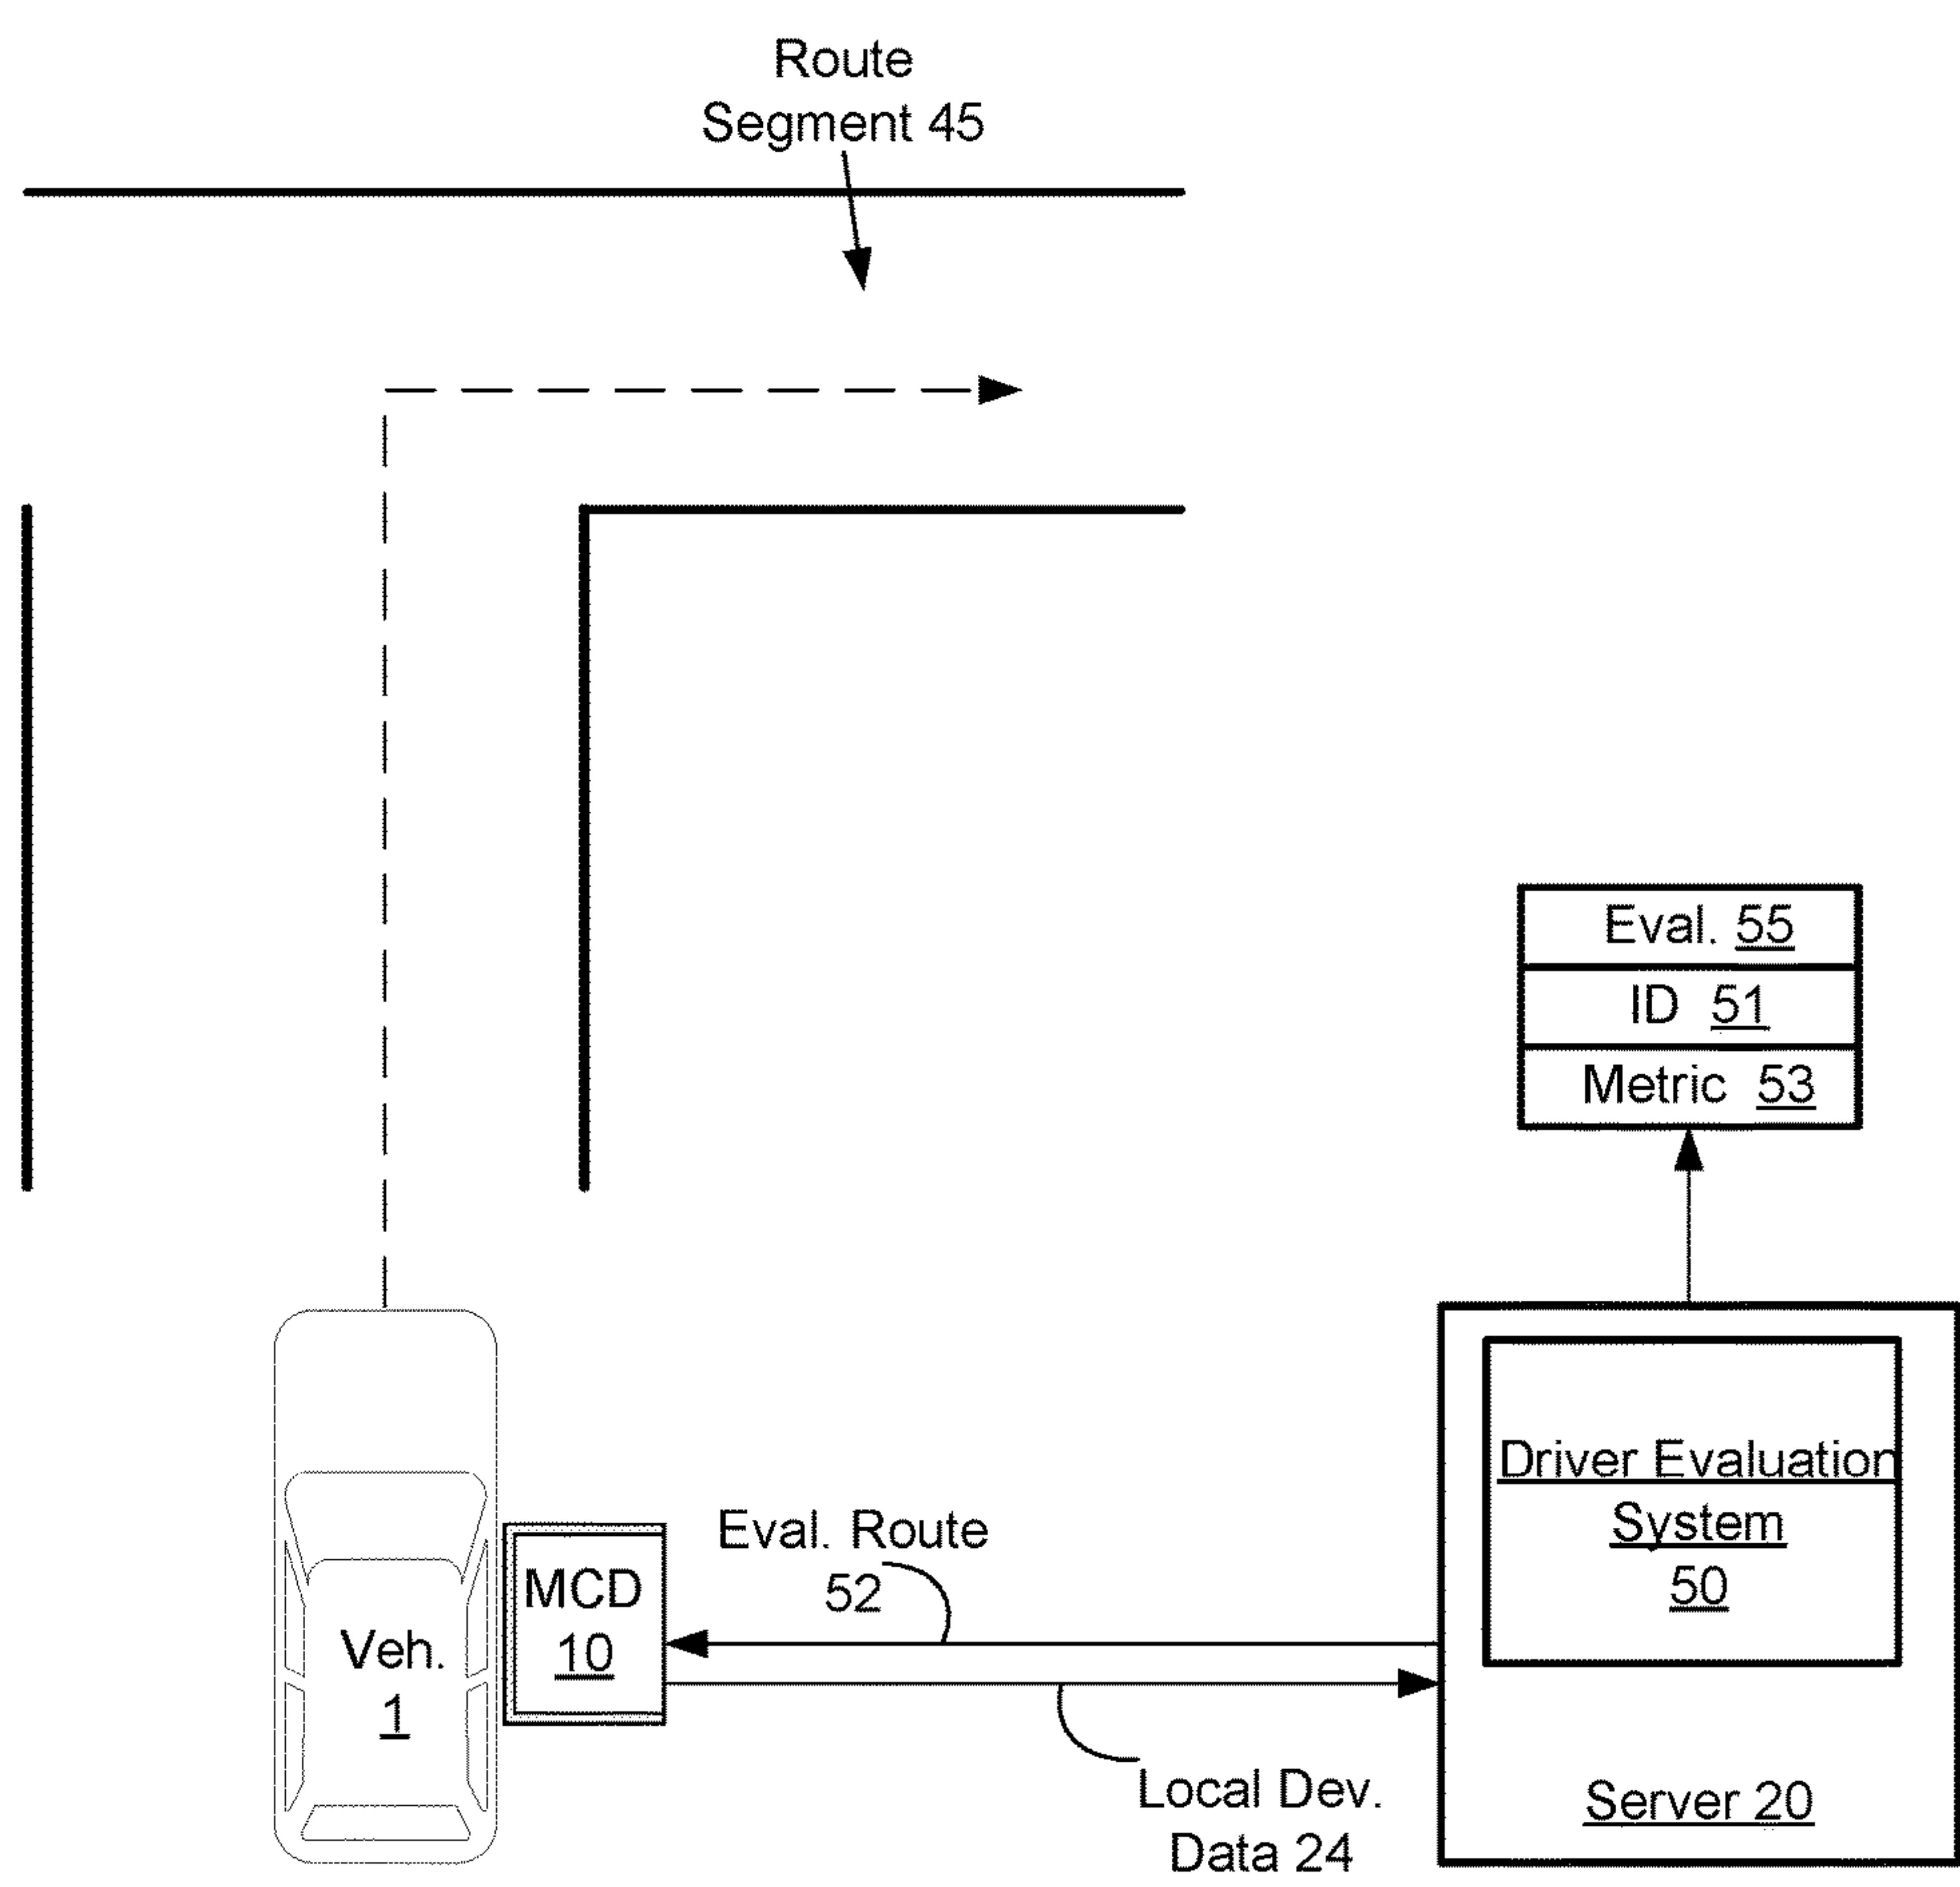 Route
Segment 45
Eval. 55
ID 51
Metric 53
Driver Evaluation
System
50
Eval. Route
52
MCD
10
Veh.
1
Local Dev.
Data 24
Server 20